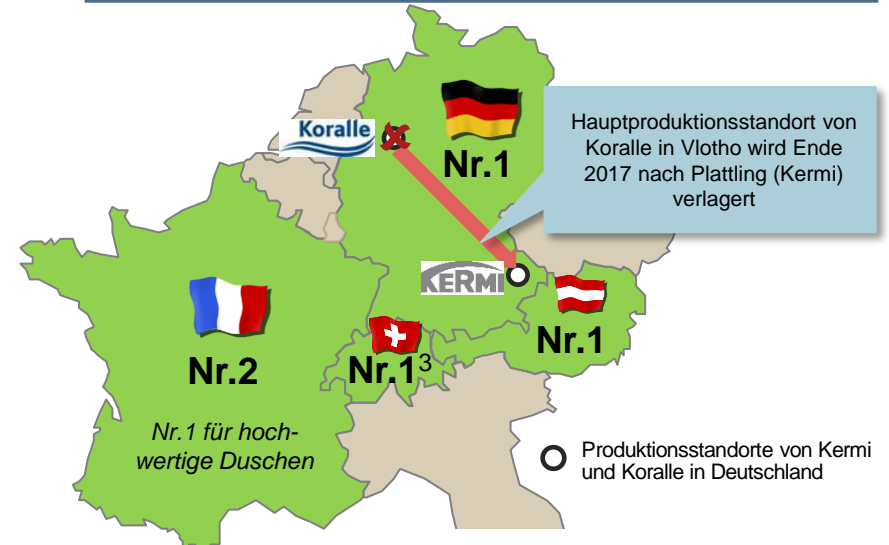 Koralle
Nr.1
Hauptproduktionsstandort von
Koralle in Vlotho wird Ende
2017 nach Plattling (Kermi)
verlagert
KERMI
Nr.1
Nr.1³
Nr.2
Nr.1 für hoch-
wertige Duschen
Produktionsstandorte von Kermi
und Koralle in Deutschland